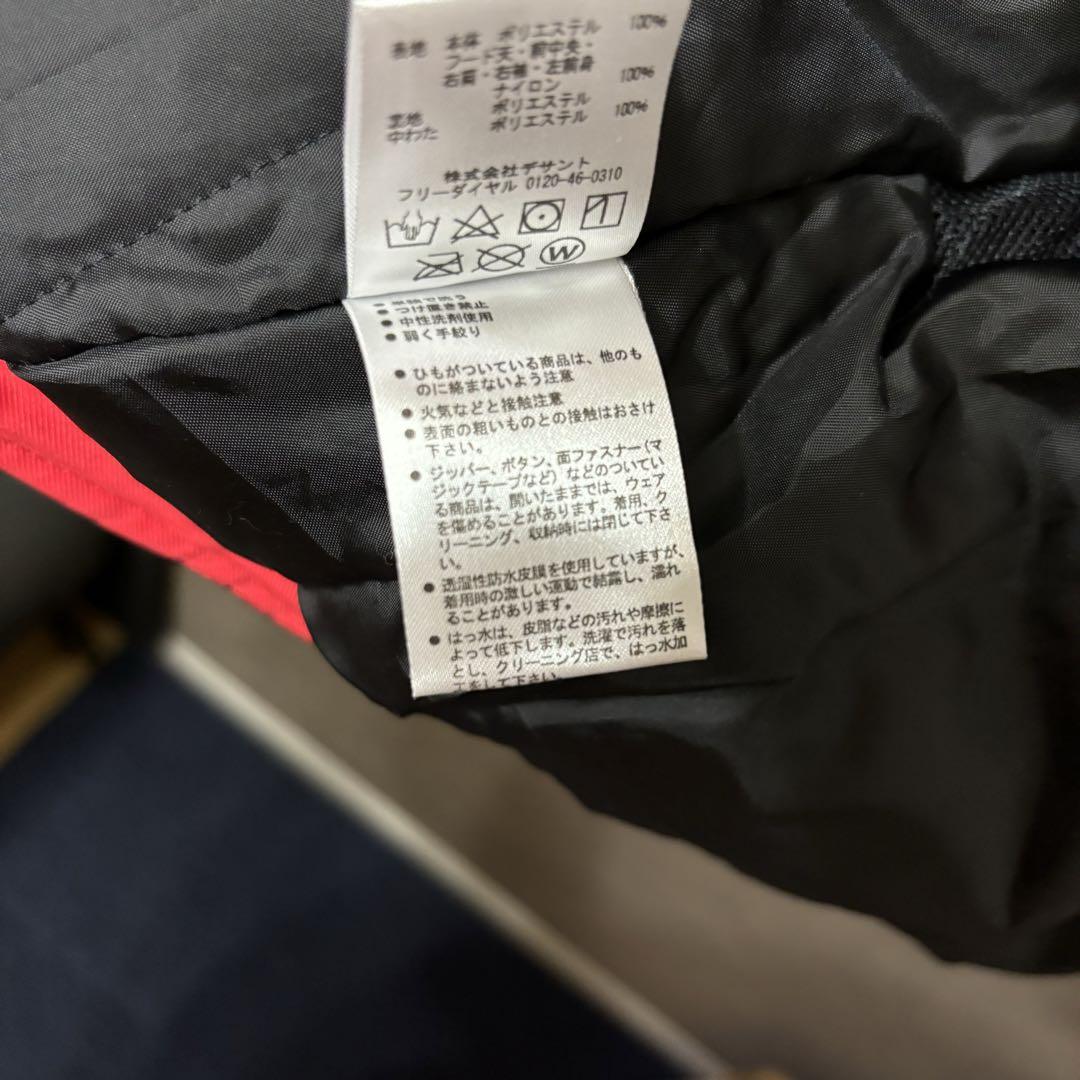 表地 本体 ポリエステル 100%
フード天・前中央・
右肩・右袖・左前身
ナイロン 100%
裏地 ポリエステル 100%
中わた ポリエステル
株式会社デサント
フリーダイヤル 0120-46-0310
W
● 単独で洗う
● つけ置き禁止
● 中性洗剤使用
● 弱く手絞り
● ひもがついている商品は、他のも
のに絡まないよう注意
● 火気などと接触注意
● 表面の粗いものとの接触はおさけ
下さい。
● ジッパー、ボタン、面ファスナー(マ
ジックテープなど)などのついてい
る商品は、開いたままでは、ウェア
を傷めることがあります。着用、ク
リーニング、収納時には閉じて下さ
い。
● 透湿性防水皮膜を使用していますが、
着用時の激しい運動で結露し、濡れ
ることがあります。
● はっ水は、皮脂などの汚れや摩擦に
よって低下します。洗濯で汚れを落
とし、クリーニング店で、はっ水加
工をして下さい。